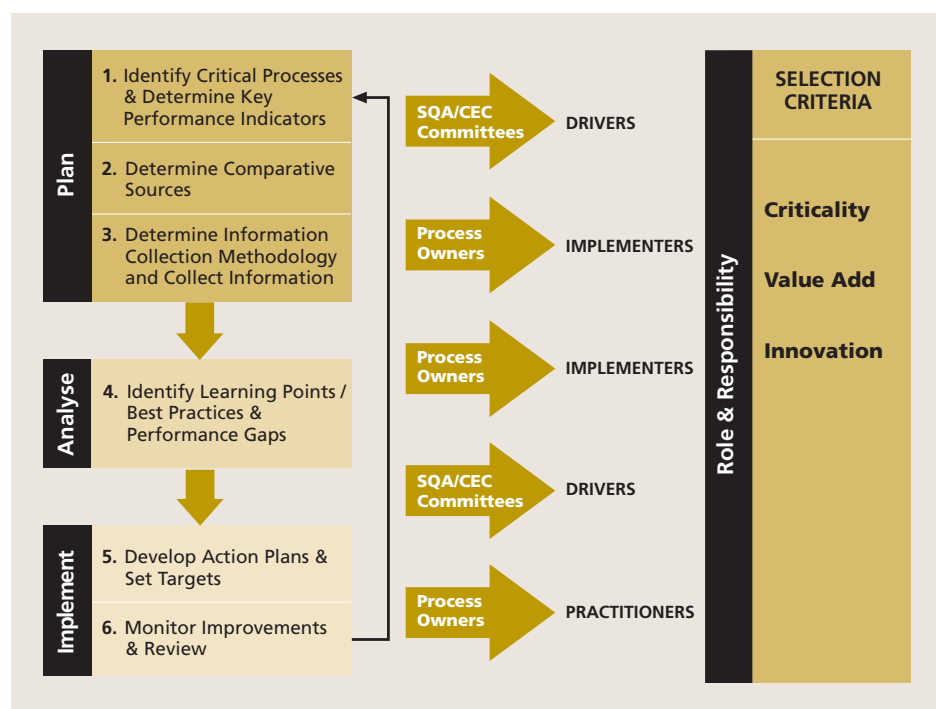 Plan
1. Identify Critical Processes
& Determine Key
Performance Indicators
2. Determine Comparative
Sources
3. Determine Information
Collection Methodology
and Collect Information
Analyse
4. Identify Learning Points /
Best Practices &
Performance Gaps
Implement
5. Develop Action Plans &
Set Targets
6. Monitor Improvements
& Review
SQA/CEC
Committees
DRIVERS
Process
Owners
IMPLEMENTERS
Process
Owners
IMPLEMENTERS
SQA/CEC
Committees
DRIVERS
Process
Owners
PRACTITIONERS
Role & Responsibility
SELECTION
CRITERIA
Criticality
Value Add
Innovation